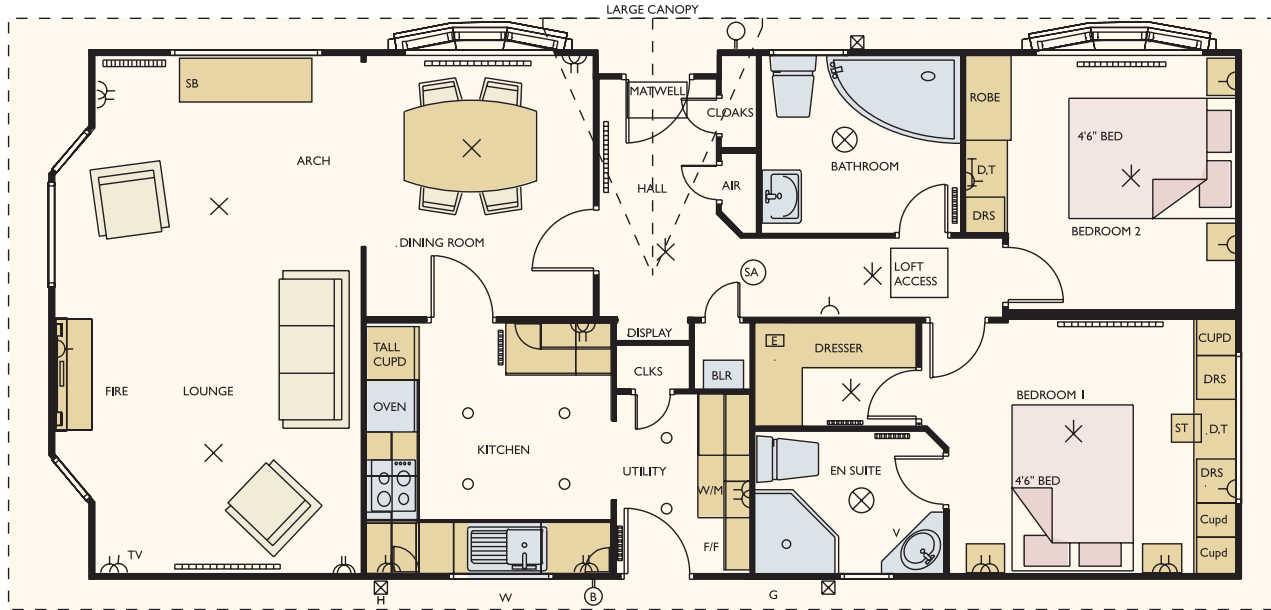 LARGE CANOPY
SB
MATWELL
CLOAKS
ROBE
4'6" BED
ARCH
BATHROOM
HALL
AIR
D,T
DRS
DINING ROOM
BEDROOM 2
SA
LOFT
ACCESS
DISPLAY
TALL
CUPD
E
DRESSER
CUPD
CLKS
BLR
DRS
FIRE
LOUNGE
OVEN
BEDROOM 1
KITCHEN
UTILITY
EN SUITE
ST
D,T
4'6" BED
W/M
DRS
Cupd
V
TV
F/F
Cupd
H
W
B
G